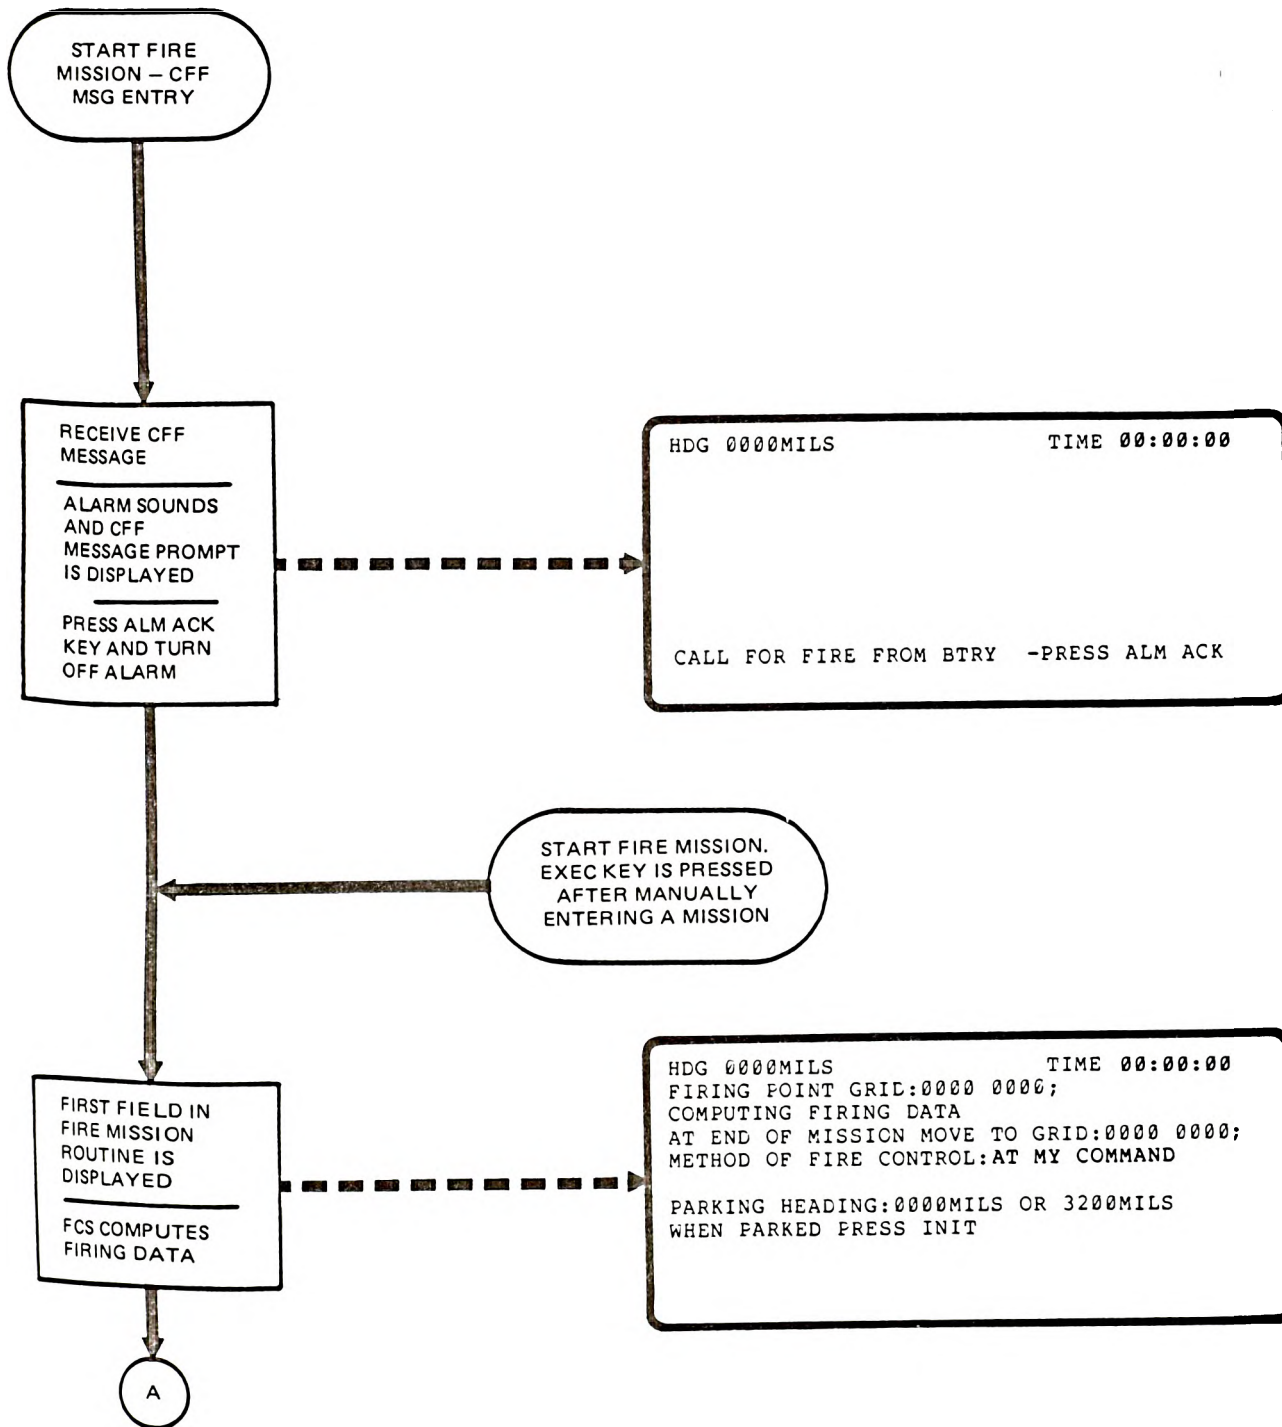 START FIRE
MISSION – CFF
MSG ENTRY
RECEIVE CFF
MESSAGE
ALARM SOUNDS
AND CFF
MESSAGE PROMPT
IS DISPLAYED
PRESS ALM ACK
KEY AND TURN
OFF ALARM
HDG 0000MILS TIME 00:00:00
CALL FOR FIRE FROM BTRY -PRESS ALM ACK
START FIRE MISSION.
EXEC KEY IS PRESSED
AFTER MANUALLY
ENTERING A MISSION
FIRST FIELD IN
FIRE MISSION
ROUTINE IS
DISPLAYED
FCS COMPUTES
FIRING DATA
HDG 0000MILS TIME 00:00:00
FIRING POINT GRID:0000 0000;
COMPUTING FIRING DATA
AT END OF MISSION MOVE TO GRID:0000 0000;
METHOD OF FIRE CONTROL:AT MY COMMAND
PARKING HEADING:0000MILS OR 3200MILS
WHEN PARKED PRESS INIT
A